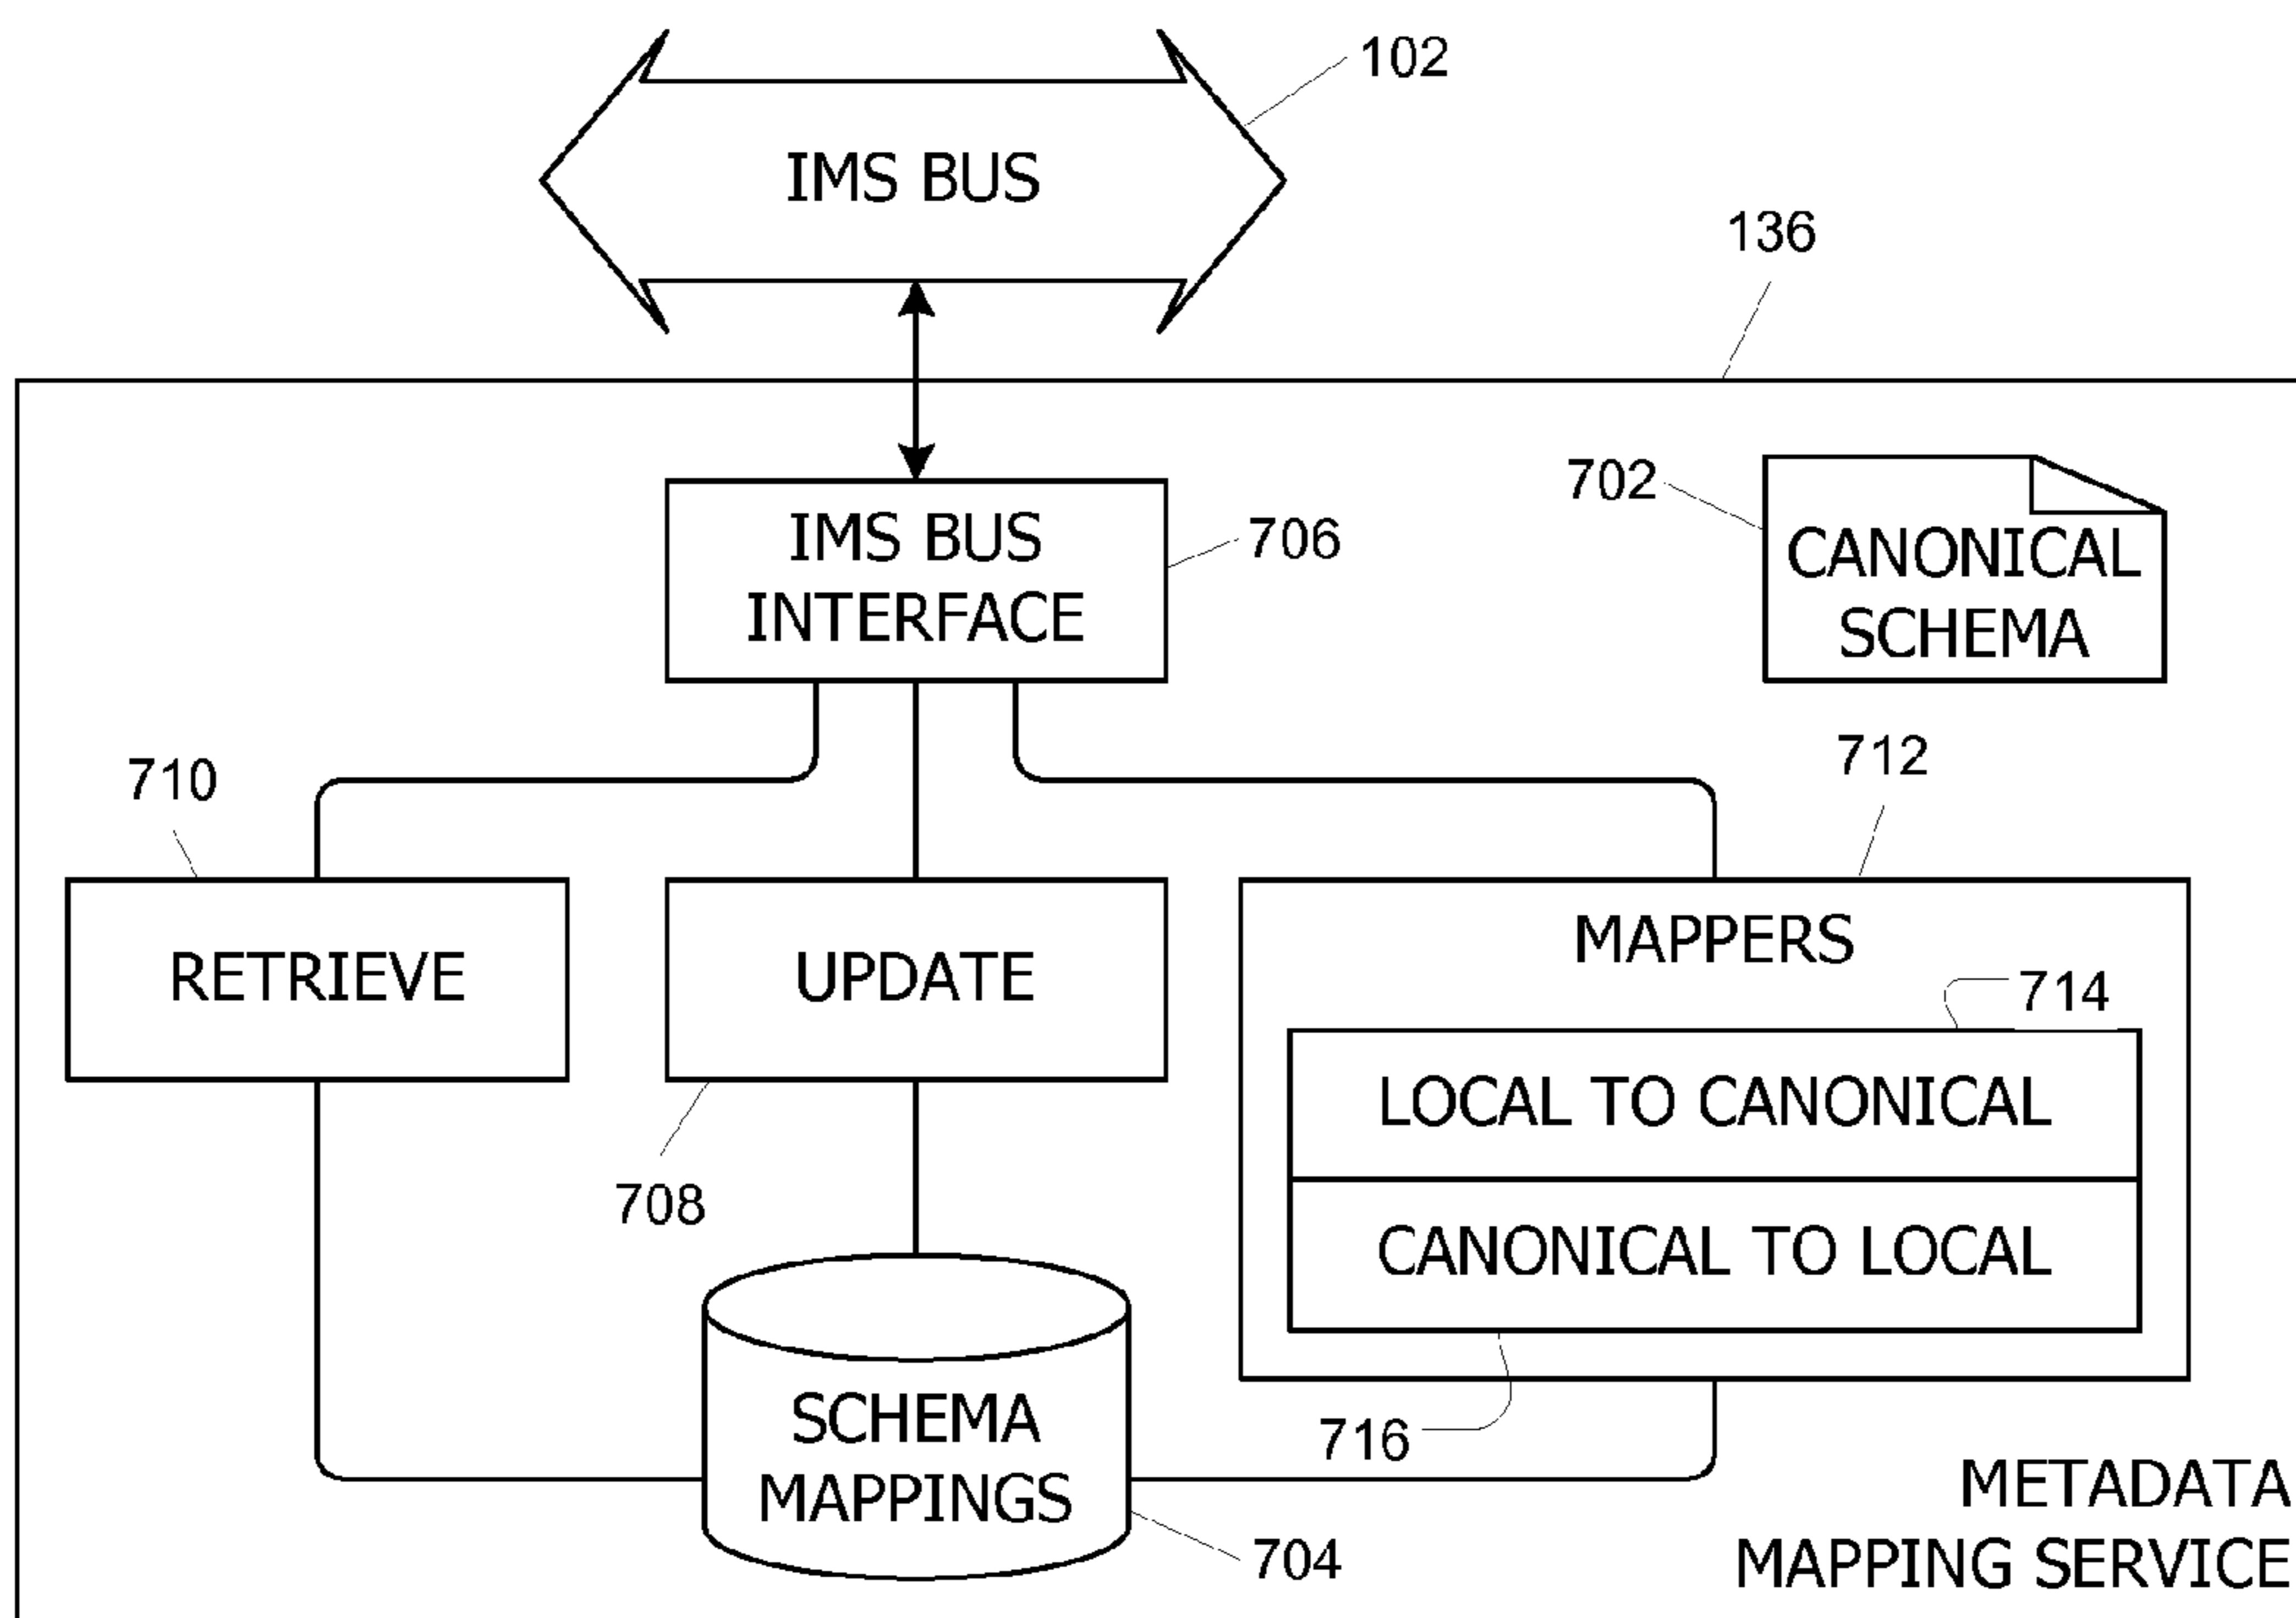 102
IMS BUS
136
702
CANONICAL
SCHEMA
IMS BUS
INTERFACE
706
710
712
RETRIEVE
UPDATE
MAPPERS
714
LOCAL TO CANONICAL
708
CANONICAL TO LOCAL
SCHEMA
MAPPINGS
716
704
METADATA
MAPPING SERVICE